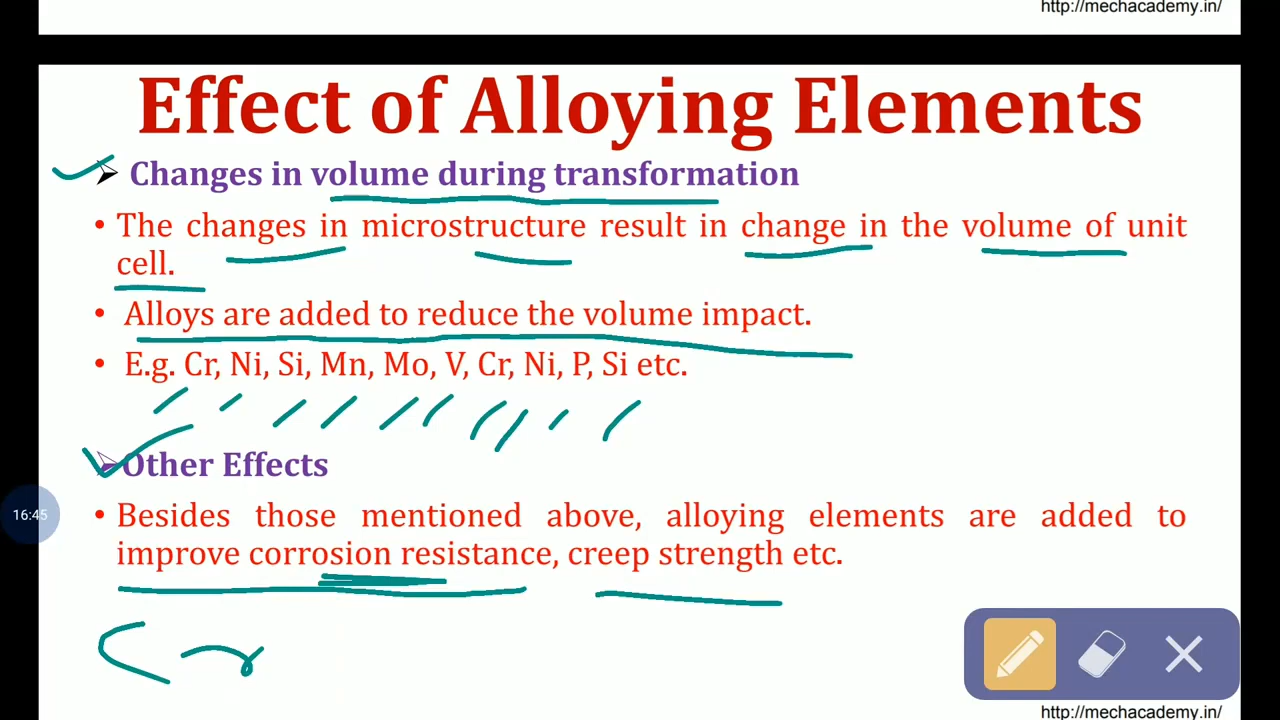 http://mechacademy.in/
Effect of Alloying Elements
Changes in volume during transformation
• The changes in microstructure result in change in the volume of unit
cell.
• Alloys are added to reduce the volume impact.
• E.g. Cr, Ni, Si, Mn, Mo, V, Cr, Ni, P, Si etc.
Other Effects
16:45
• Besides those mentioned above, alloying elements are added to
improve corrosion resistance, creep strength etc.
Cr
http://mechacademy.in/